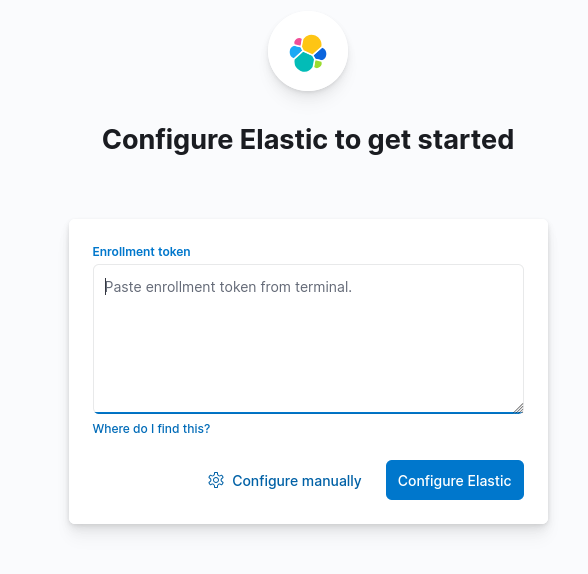 Configure Elastic to get started
Enrollment token
Paste enrollment token from terminal.
Where do I find this?
Configure manually
Configure Elastic